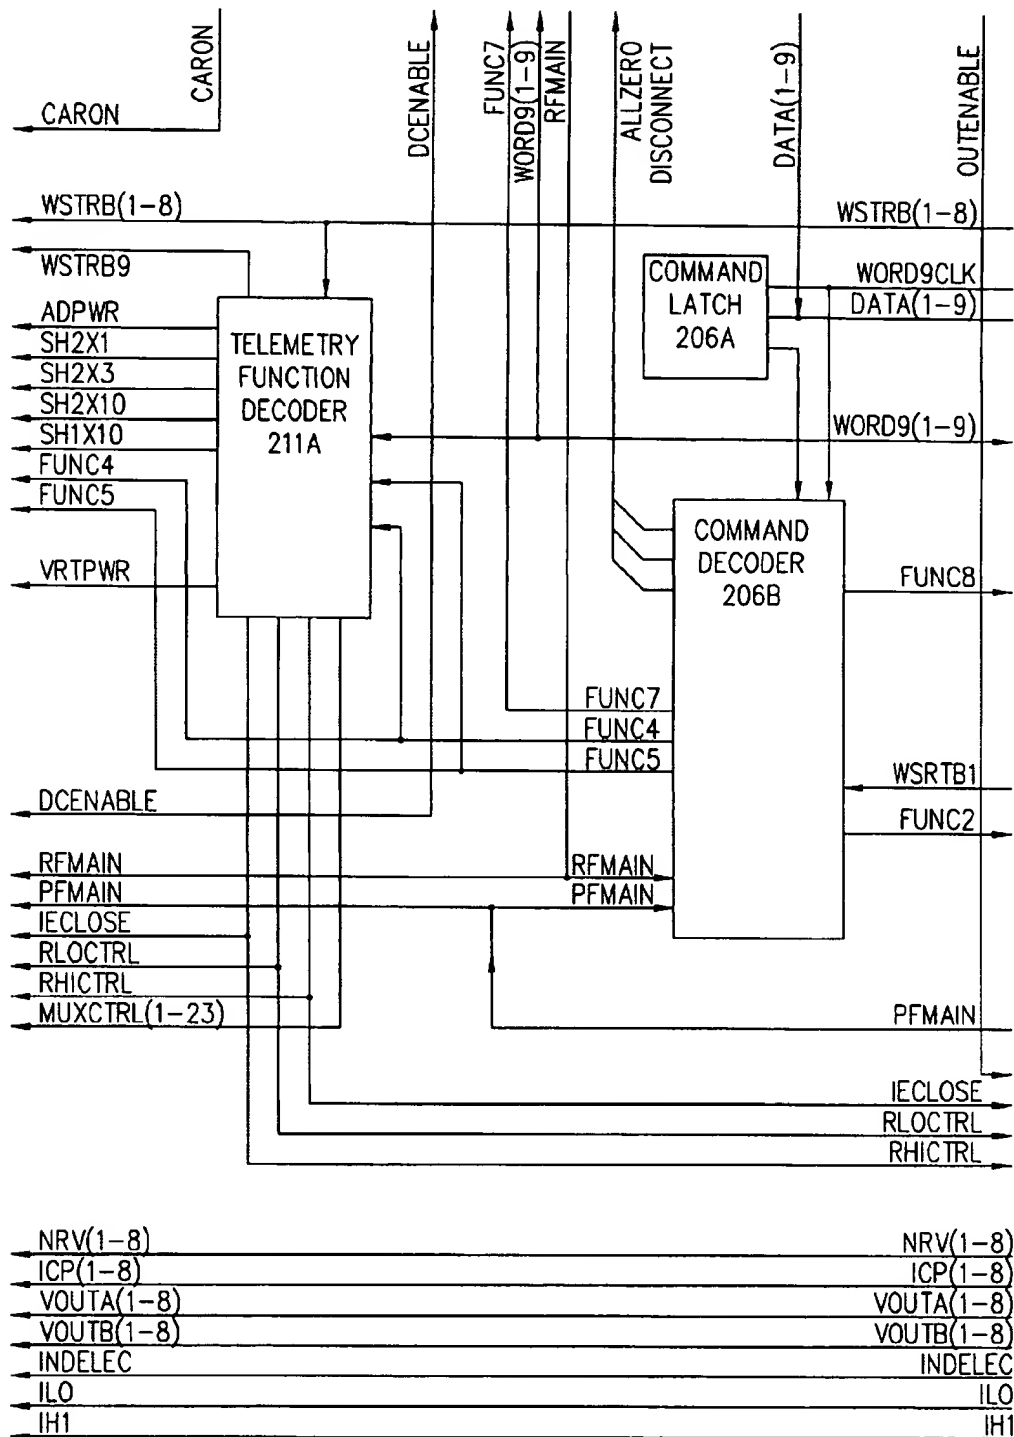 CARON
DCENABLE
FUNC7
WORD9(1-9)
RFMAIN
ALLZERO
DISCONNECT
DATA(1-9)
OUTENABLE
CARON
WSTRB(1-8)
WSTRB(1-8)
WSTRB9
COMMAND
LATCH
206A
WORD9CLK
DATA(1-9)
ADPWR
SH2X1
SH2X3
SH2X10
SH1X10
FUNC4
FUNC5
TELEMETRY
FUNCTION
DECODER
211A
WORD9(1-9)
VRTPWR
COMMAND
DECODER
206B
FUNC8
FUNC7
FUNC4
FUNC5
WSRTB1
DCENABLE
FUNC2
RFMAIN
RFMAIN
PFMAIN
PFMAIN
IECLOSE
RLOCTRL
RHICTRL
MUXCTRL(1-23)
PFMAIN
IECLOSE
RLOCTRL
RHICTRL
NRV(1-8)
NRV(1-8)
ICP(1-8)
ICP(1-8)
VOUTA(1-8)
VOUTA(1-8)
VOUTB(1-8)
VOUTB(1-8)
INDELEC
INDELEC
ILO
ILO
IH1
IH1